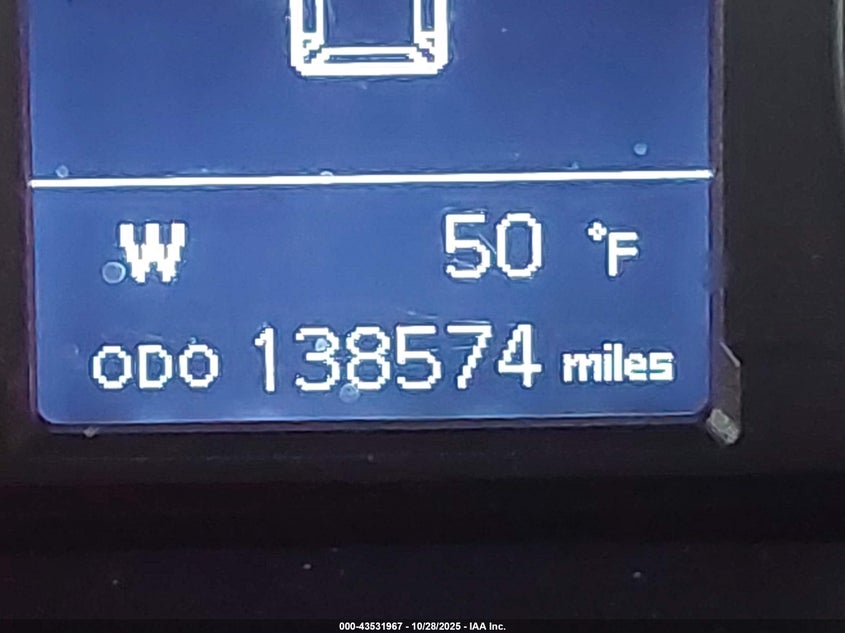 W 50 °F
ODO 138574 miles
000-43531967 - 10/28/2025 - IAA Inc.